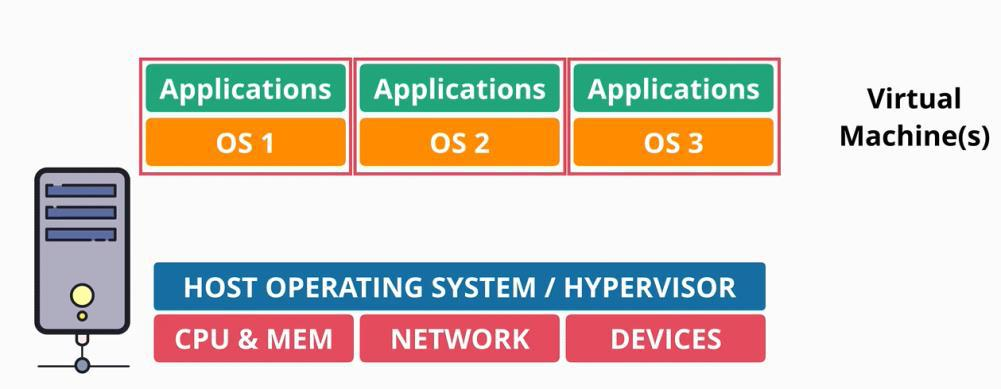 Applications Applications Applications
OS 1 OS 2 OS 3
Virtual
Machine(s)
HOST OPERATING SYSTEM / HYPERVISOR
CPU & MEM NETWORK DEVICES